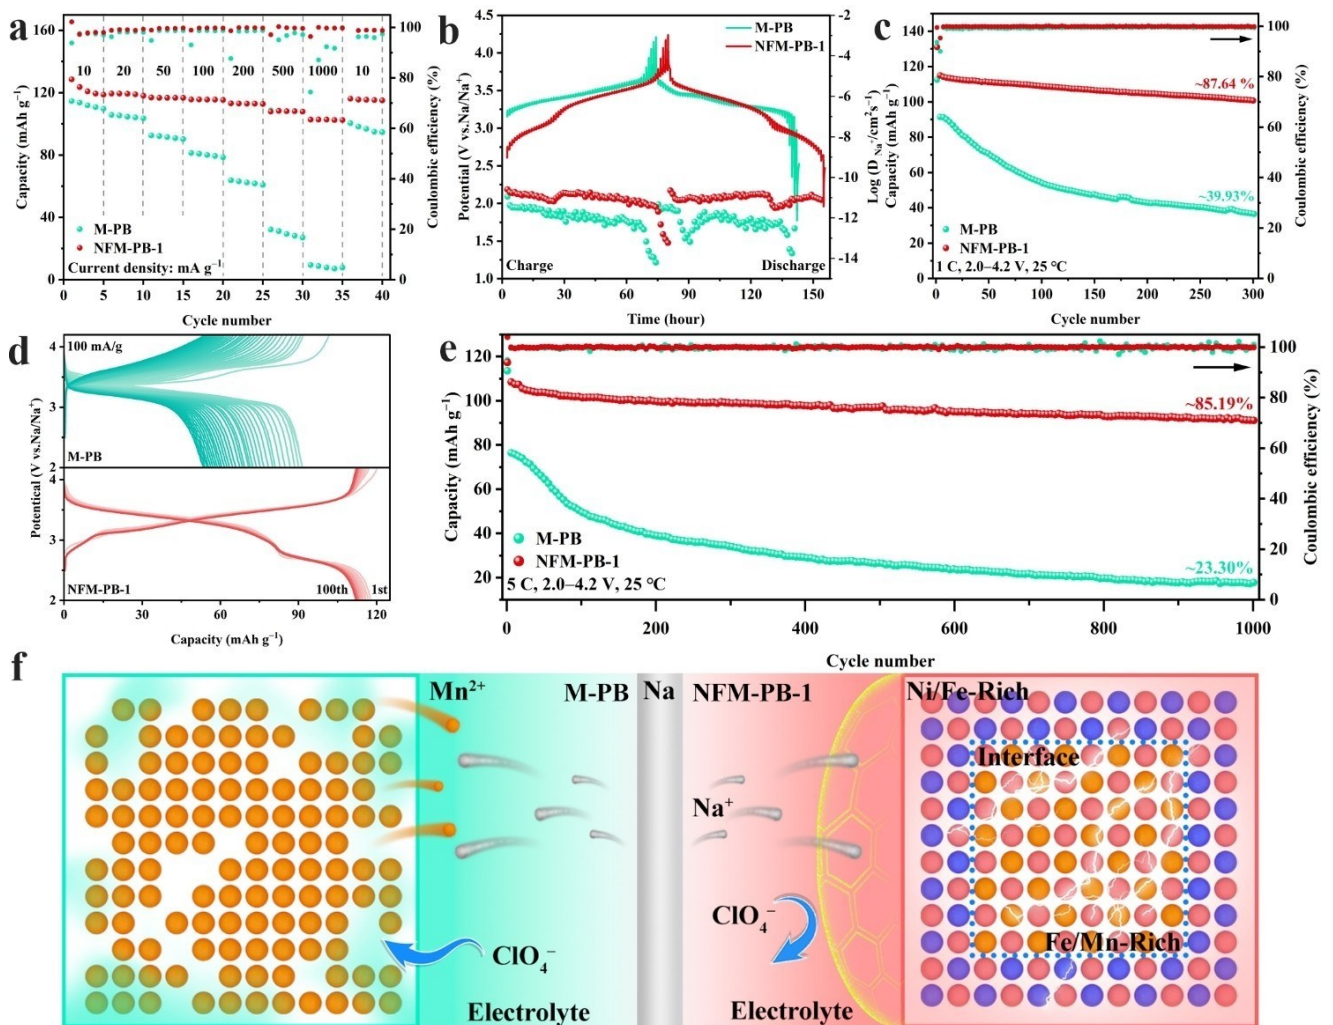 a
160
120
80
40
0
10 20 50 100 200 500 1000 10
M-PB
NFM-PB-1
Current density: mA g⁻¹
0 5 10 15 20 25 30 35 40
Cycle number
Capacity (mAh g⁻¹)
100
80
60
40
20
0
Coulombic efficiency (%)
b
4.5
4.0
3.5
3.0
2.5
2.0
1.5
1.0
Potential (V vs.Na/Na⁺)
M-PB
NFM-PB-1
Charge
Discharge
0 30 60 90 120 150
Time (hour)
-2
-4
-6
-8
-10
-12
-14
Log (D Na⁺/cm²s⁻¹)
c
140
120
100
80
60
40
20
0
Capacity (mAh g⁻¹)
~87.64 %
~39.93%
M-PB
NFM-PB-1
1 C, 2.0–4.2 V, 25 °C
0 50 100 150 200 250 300
Cycle number
100
80
60
40
20
0
Coulombic efficiency (%)
d
100 mA/g
4
3
2
M-PB
4
3
2
NFM-PB-1
100th 1st
0 30 60 90 120
Capacity (mAh g⁻¹)
Potentical (V vs.Na/Na⁺)
e
120
100
80
60
40
20
Capacity (mAh g⁻¹)
~85.19%
~23.30%
M-PB
NFM-PB-1
5 C, 2.0–4.2 V, 25 °C
0 200 400 600 800 1000
Cycle number
100
80
60
40
20
0
Coulombic efficiency (%)
f
Mn²⁺
M-PB
Na
NFM-PB-1
Ni/Fe-Rich
Interface
Na⁺
ClO₄⁻
ClO₄⁻
Fe/Mn-Rich
Electrolyte
Electrolyte